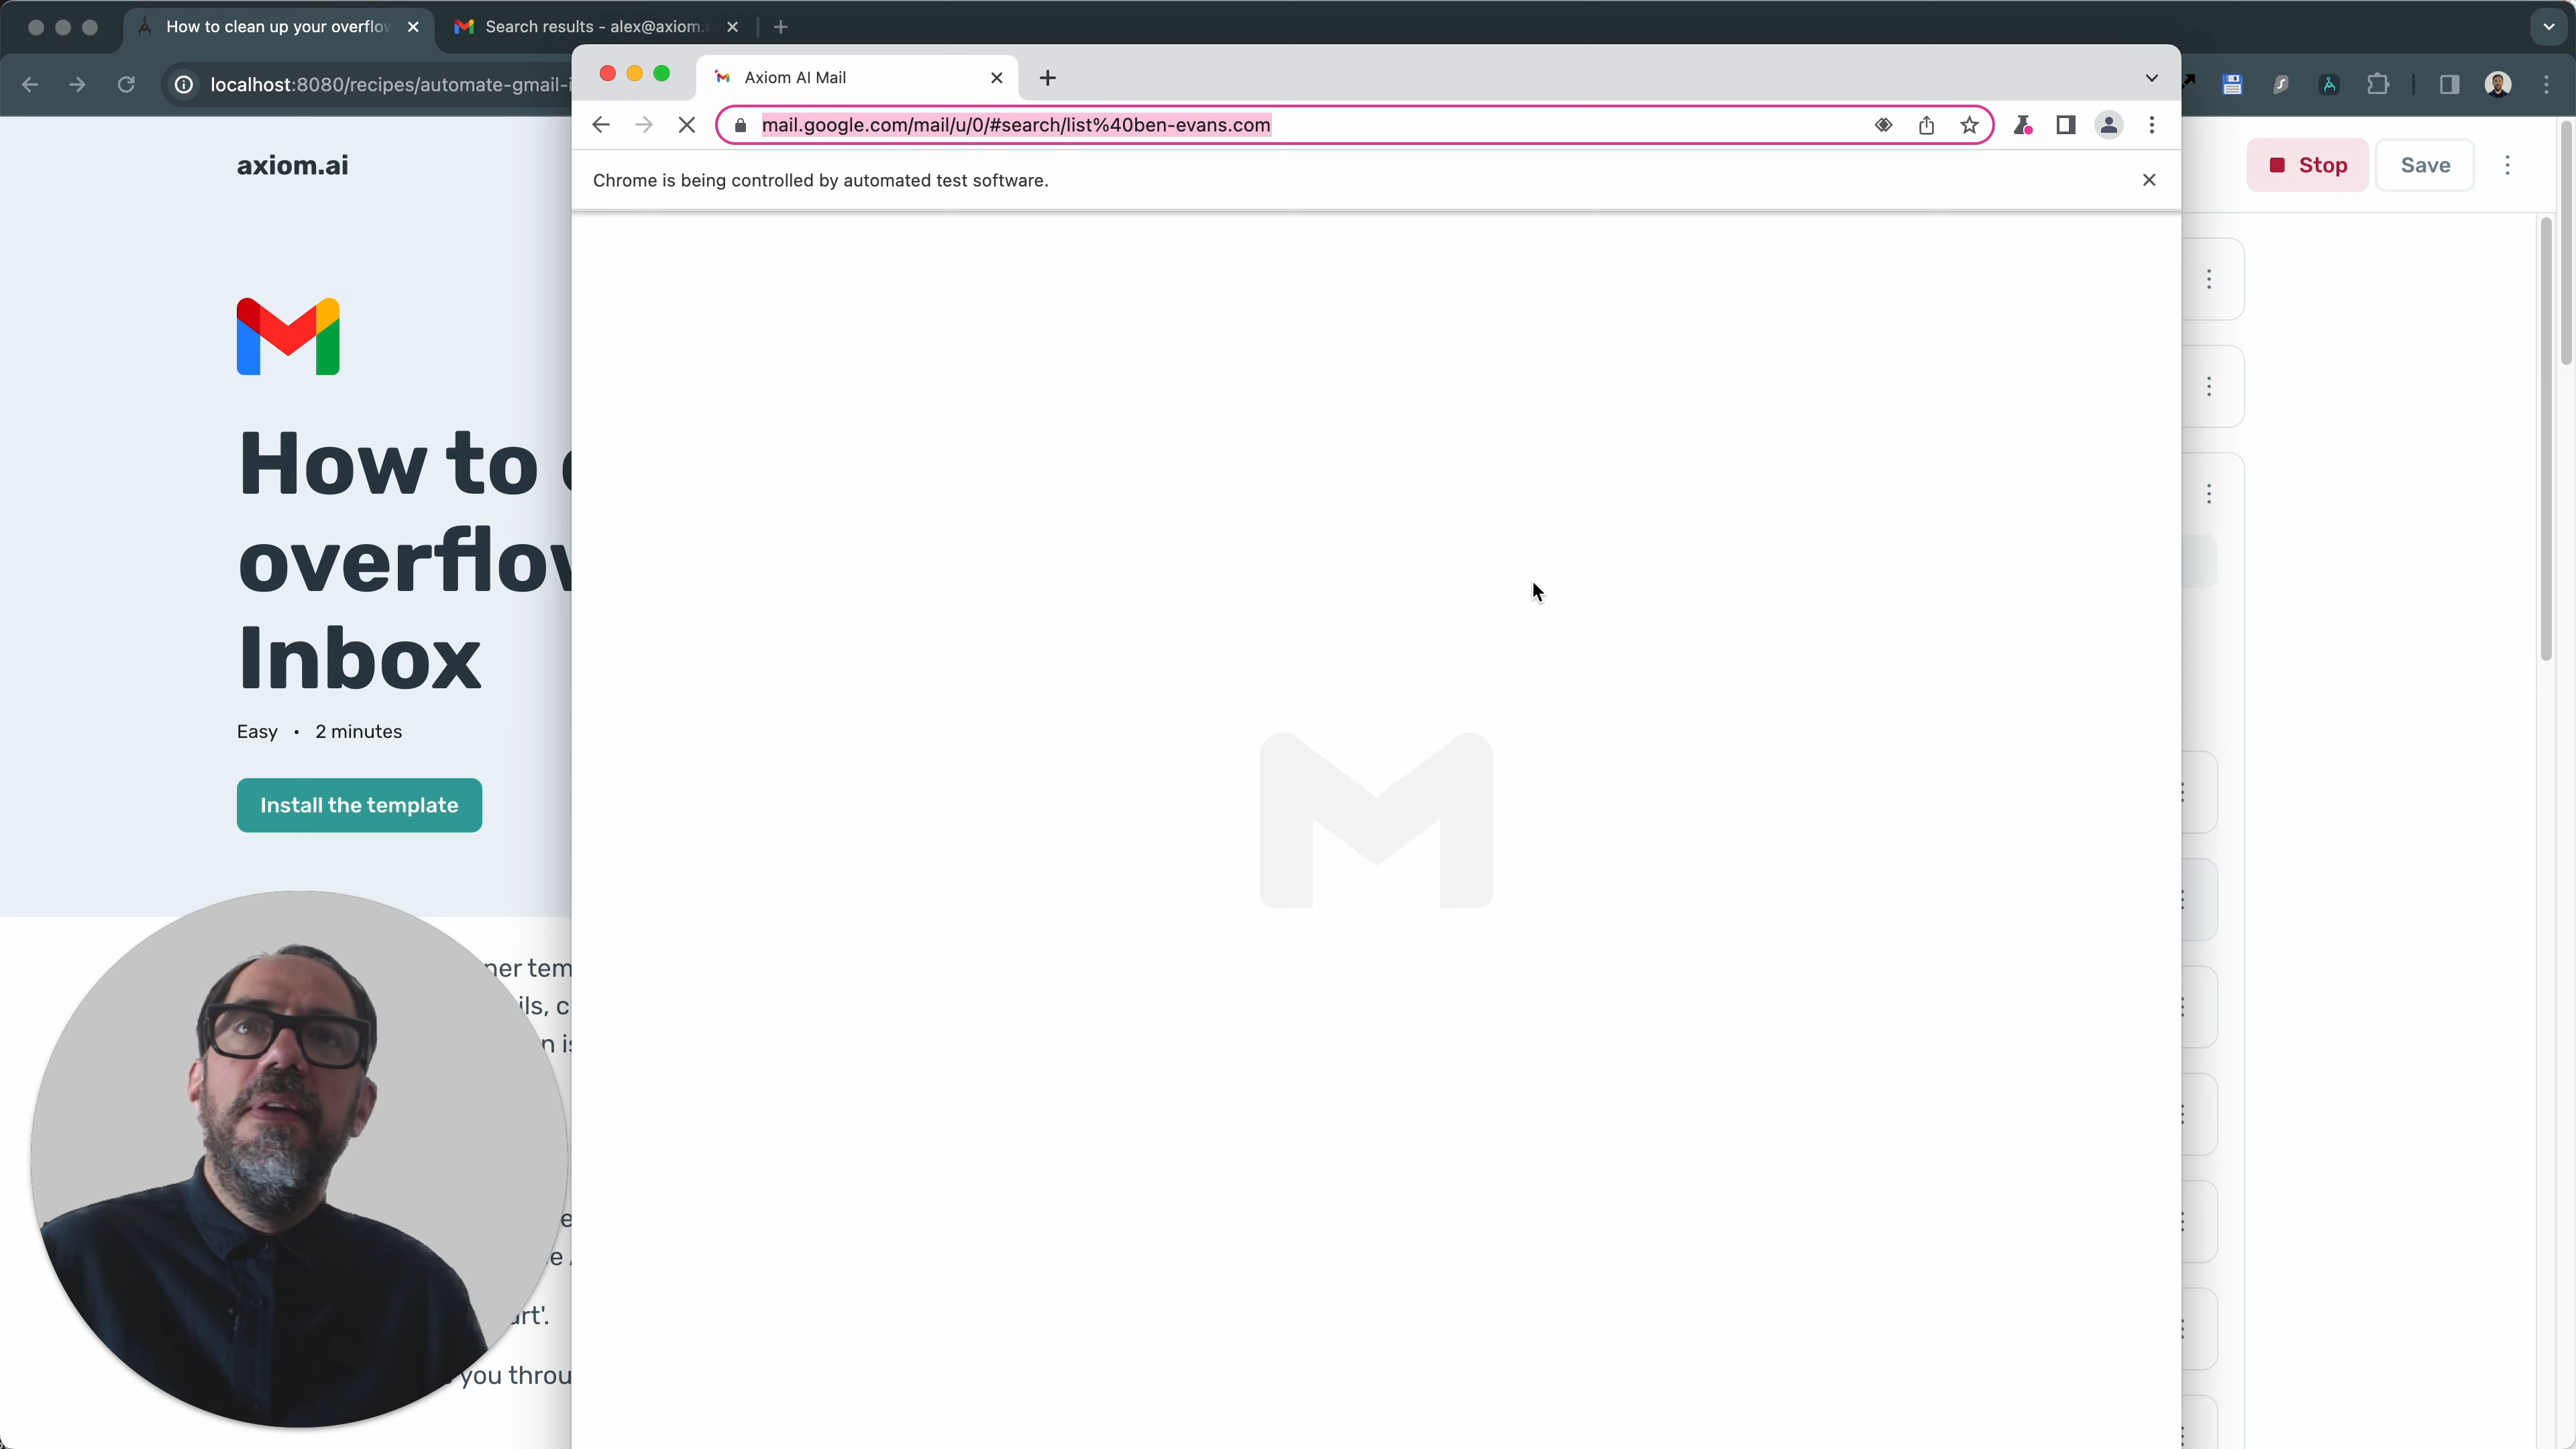 How to clean up your overflo
Search results - alex@axiom.
localhost:8080/recipes/automate-gmail-i
Axiom AI Mail
mail.google.com/mail/u/0/#search/list%40ben-evans.com
Chrome is being controlled by automated test software.
Stop
Save
axiom.ai
How to
overflow
Inbox
Easy • 2 minutes
Install the template
you throu